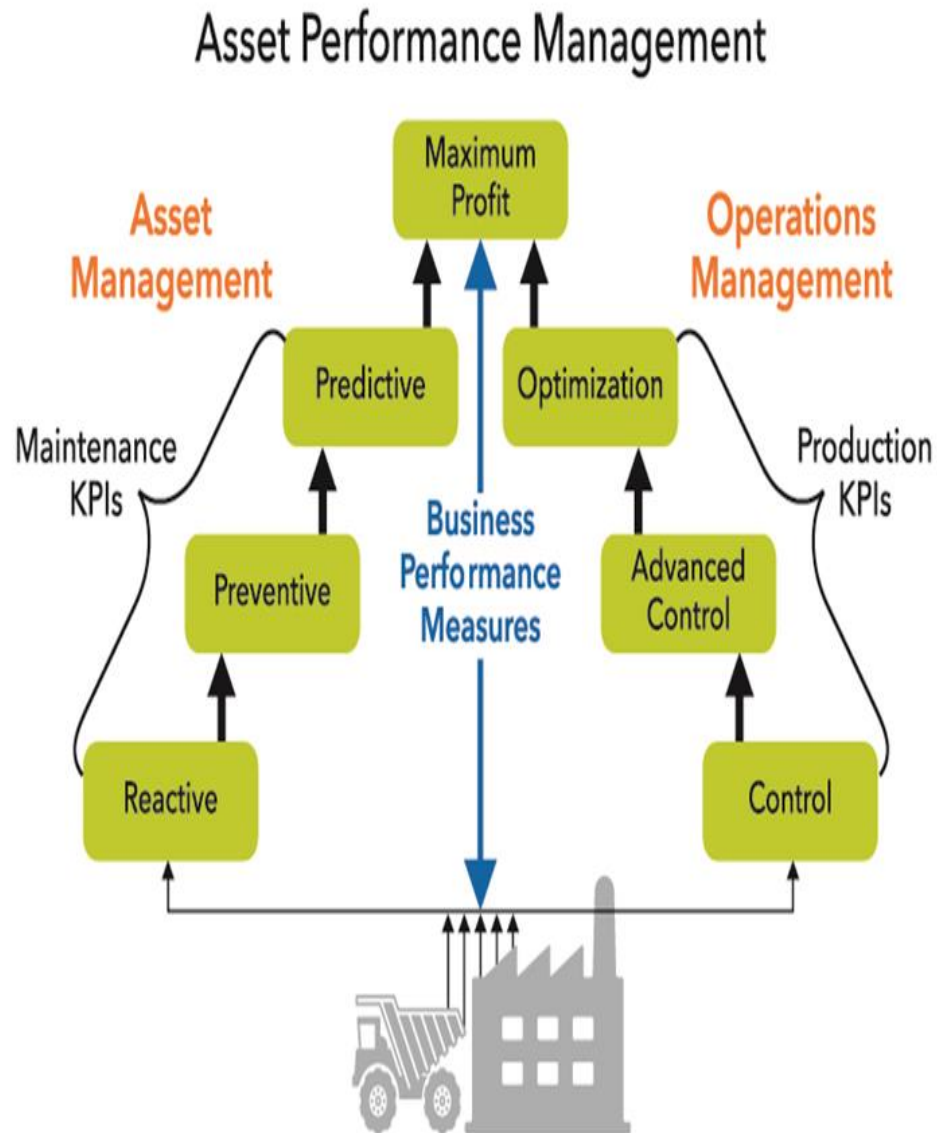 Asset Performance Management
Maximum
Profit
Asset
Management
Operations
Management
Predictive
Optimization
Maintenance
KPIs
Production
KPIs
Business
Performance
Measures
Preventive
Advanced
Control
Reactive
Control